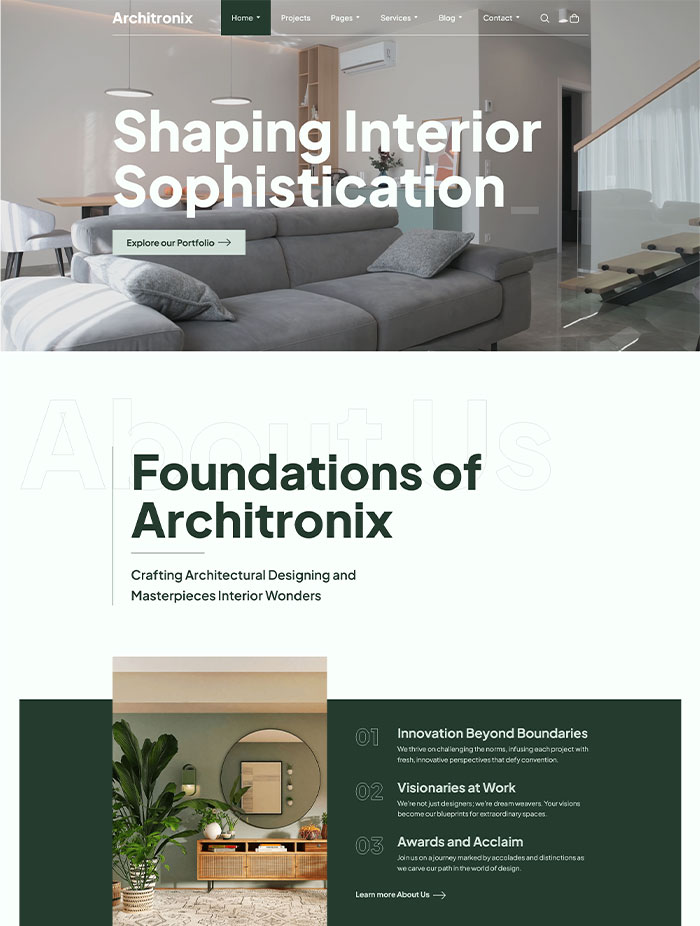 Architronix
Home Projects Pages Services Blog Contact
Shaping Interior
Sophistication
Explore our Portfolio
About Us
Foundations of
Architronix
Crafting Architectural Designing and
Masterpieces Interior Wonders
01 Innovation Beyond Boundaries
We thrive on challenging the norms, infusing each project with
fresh, innovative perspectives that defy convention.
02 Visionaries at Work
We're not just designers; we're dream weavers. Your visions
become our blueprints for extraordinary spaces.
03 Awards and Acclaim
Join us on a journey marked by accolades and distinctions as
we carve our path in the world of design.
Learn more About Us